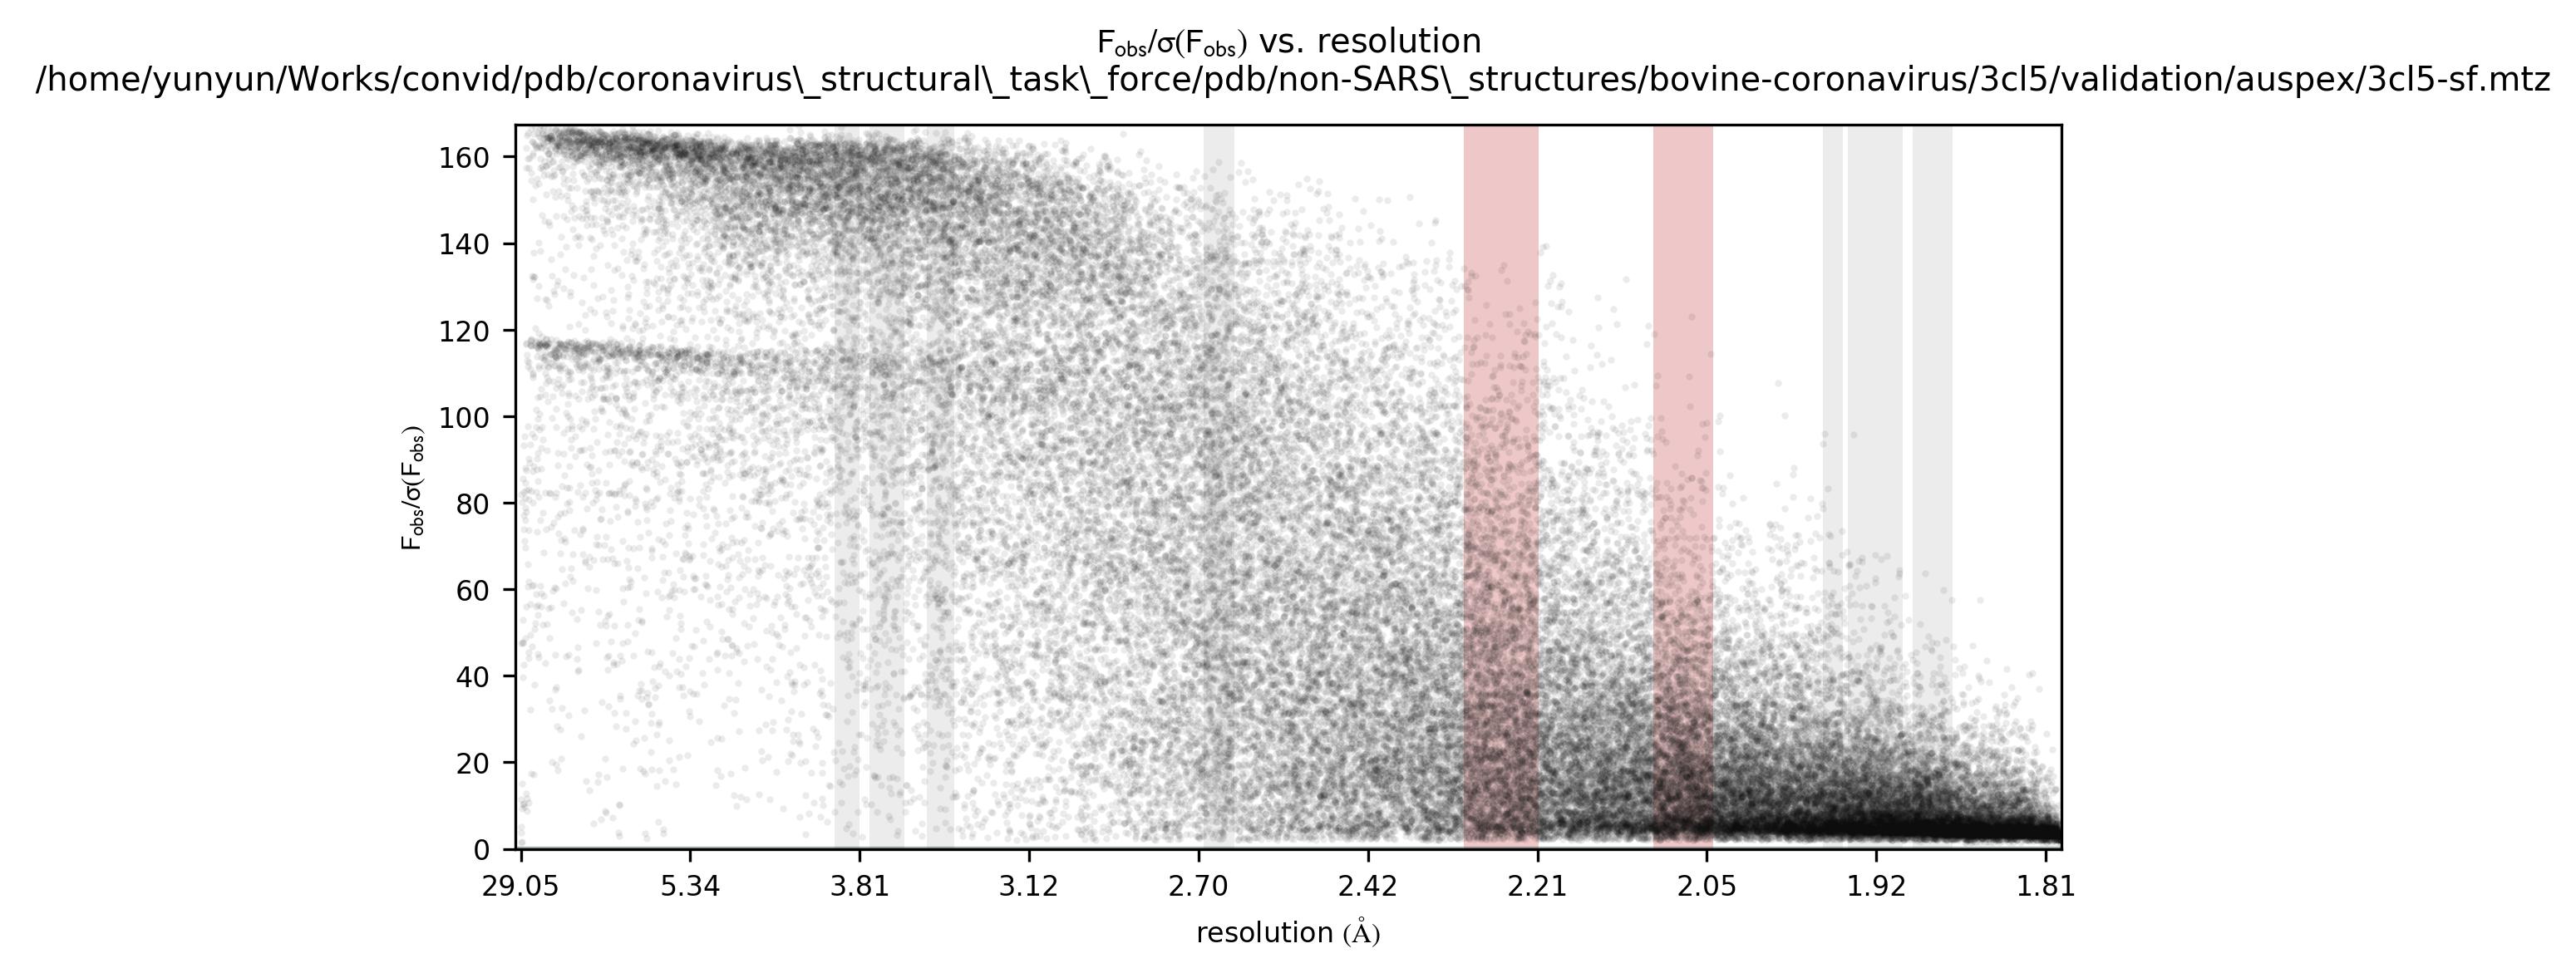 Fobs/σ(Fobs) vs. resolution
/home/yunyun/Works/convid/pdb/coronavirus\_structural\_task\_force/pdb/non-SARS\_structures/bovine-coronavirus/3cl5/validation/auspex/3cl5-sf.mtz
Fobs/σ(Fobs)
160
140
120
100
80
60
40
20
0
29.05 5.34 3.81 3.12 2.70 2.42 2.21 2.05 1.92 1.81
resolution (Å)